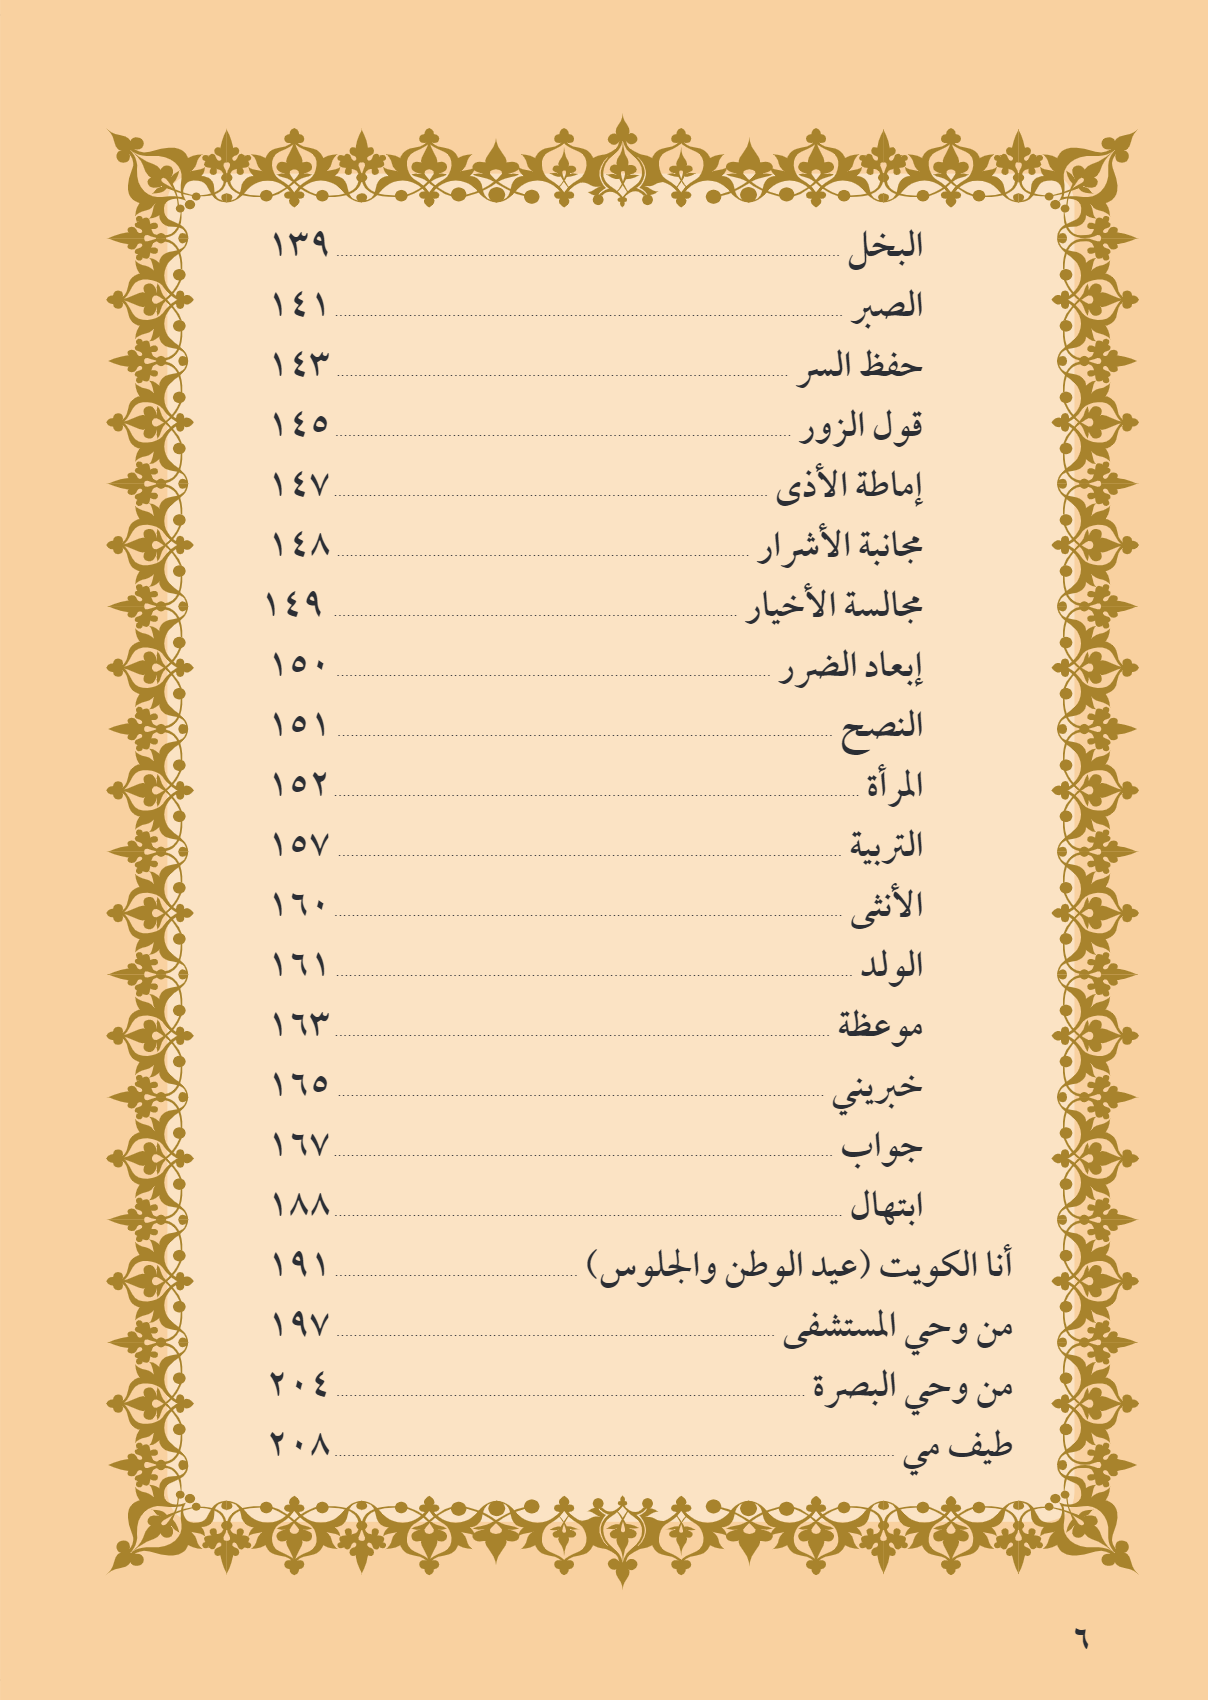 البخل ١٣٩
الصبر ١٤١
حفظ السر ١٤٣
قول الزور ١٤٥
إماطة الأذى ١٤٧
مجانبة الأشرار ١٤٨
مجالسة الأخيار ١٤٩
إبعاد الضرر ١٥٠
النصح ١٥١
المرأة ١٥٢
التربية ١٥٧
الأنثى ١٦٠
الولد ١٦١
موعظة ١٦٣
خبريني ١٦٥
جواب ١٦٧
ابتهال ١٨٨
أنا الكويت (عيد الوطن والجلوس) ١٩١
من وحي المستشفى ١٩٧
من وحي البصرة ٢٠٤
طيف مي ٢٠٨
٦